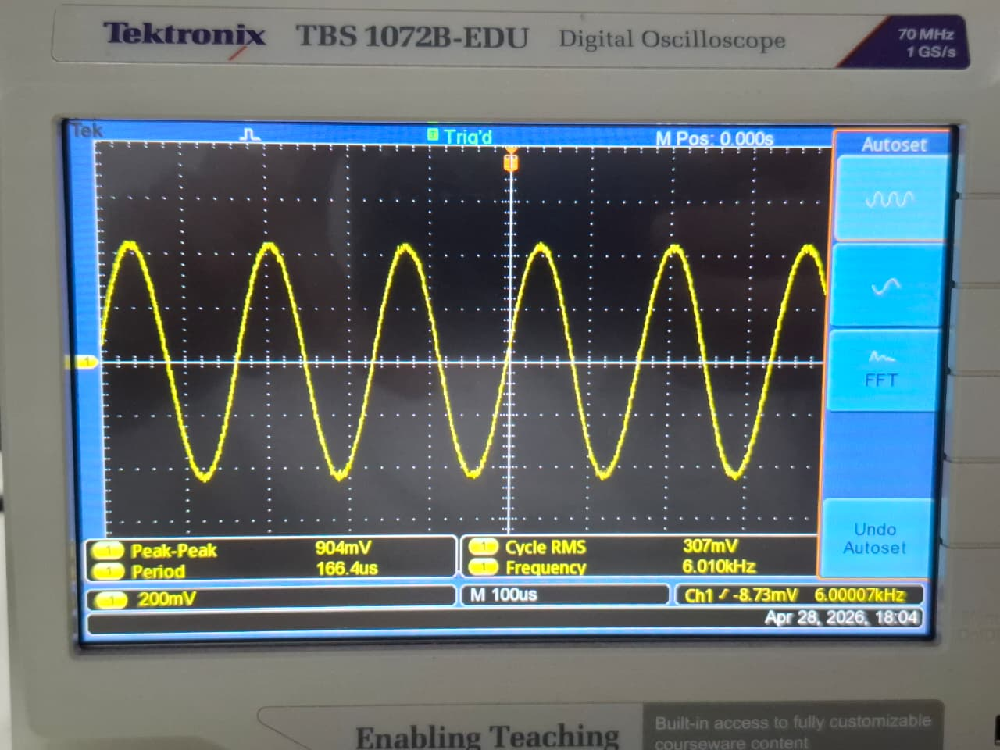 Tektronix TBS 1072B-EDU Digital Oscilloscope
70 MHz
1 GS/s
Tek Trig'd M Pos: 0.000s
Autoset
FFT
Undo
Autoset
1
1 Peak-Peak 904mV
1 Period 166.4us
1 Cycle RMS 307mV
1 Frequency 6.010kHz
1 200mV M 100us Ch1 -8.73mV 6.00007kHz
Apr 28, 2026, 18:04
Enabling Teaching
Built-in access to fully customizable
courseware content